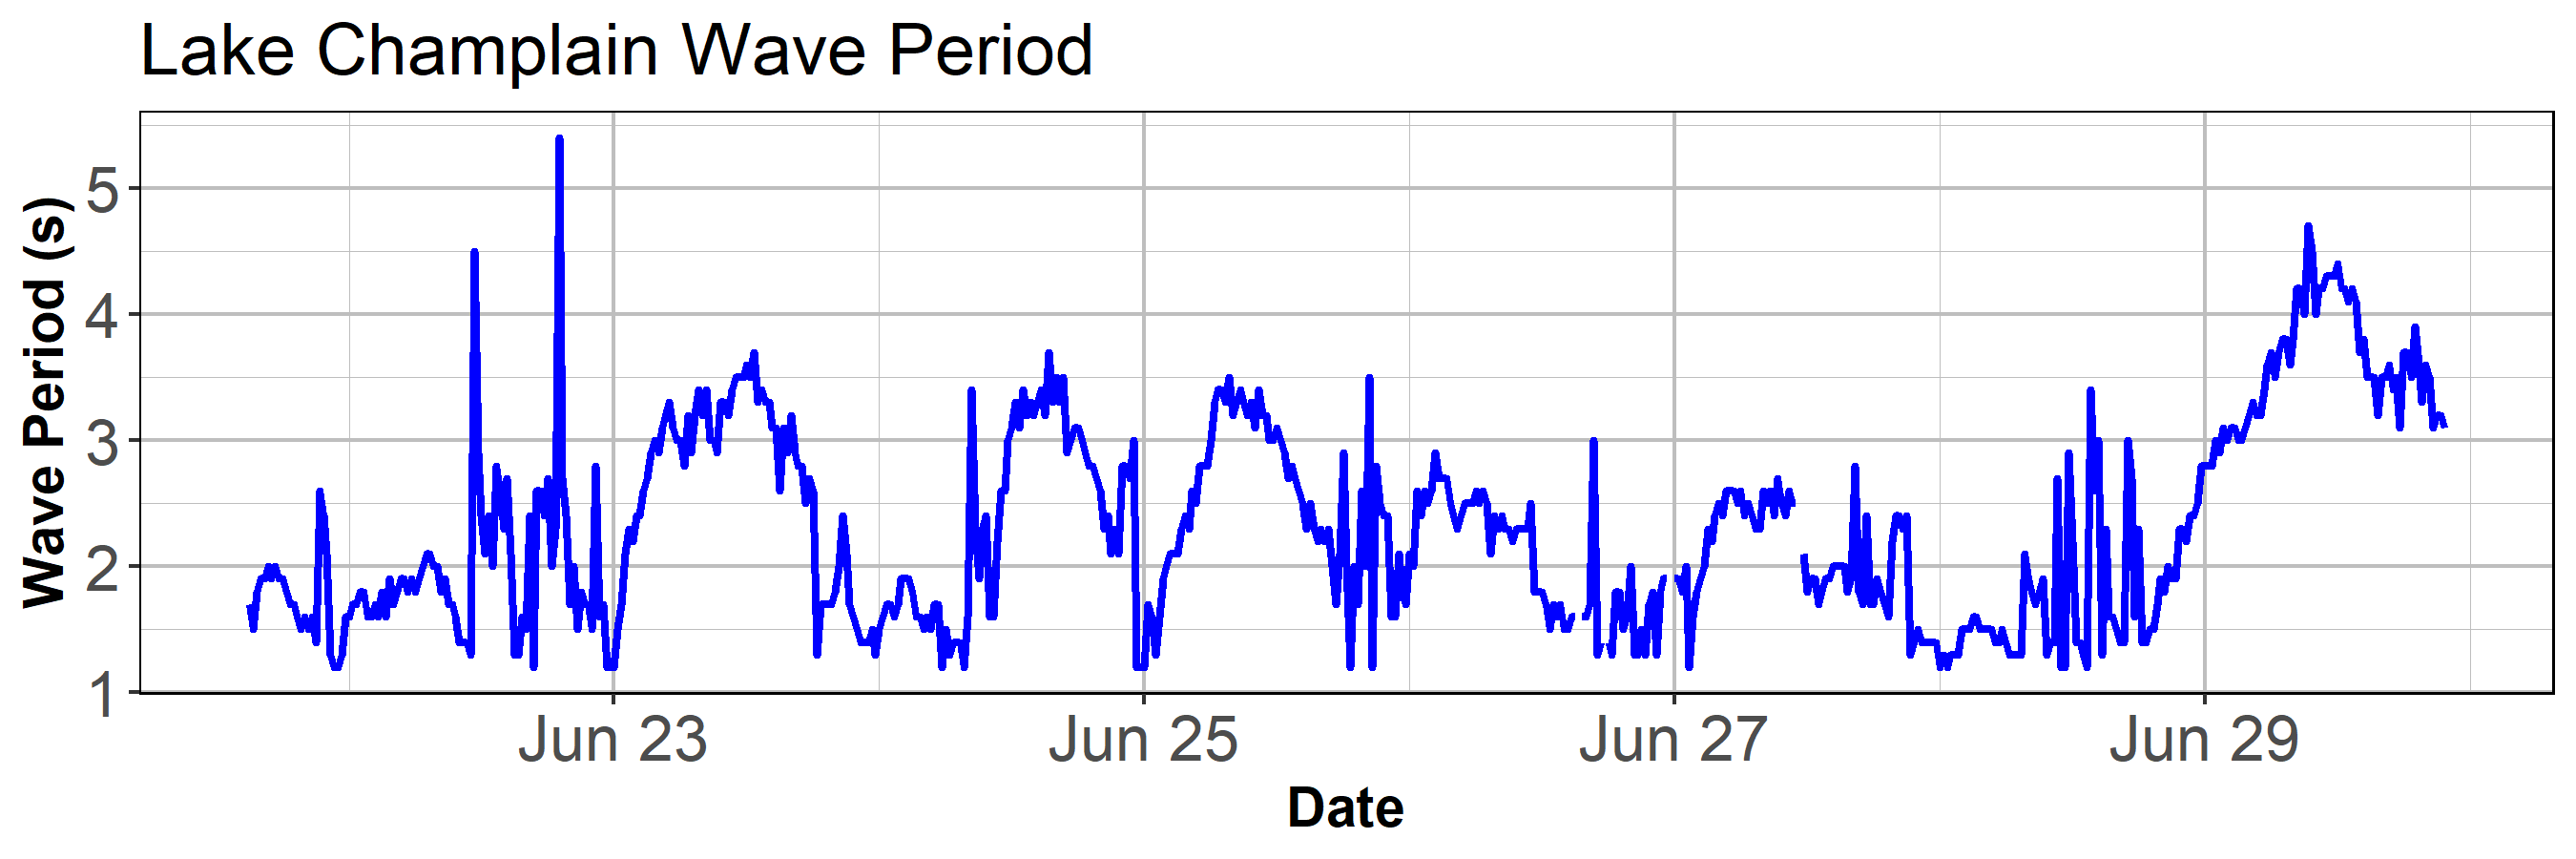 Lake Champlain Wave Period
Wave Period (s)
5
4
3
2
1
Jun 23
Jun 25
Jun 27
Jun 29
Date